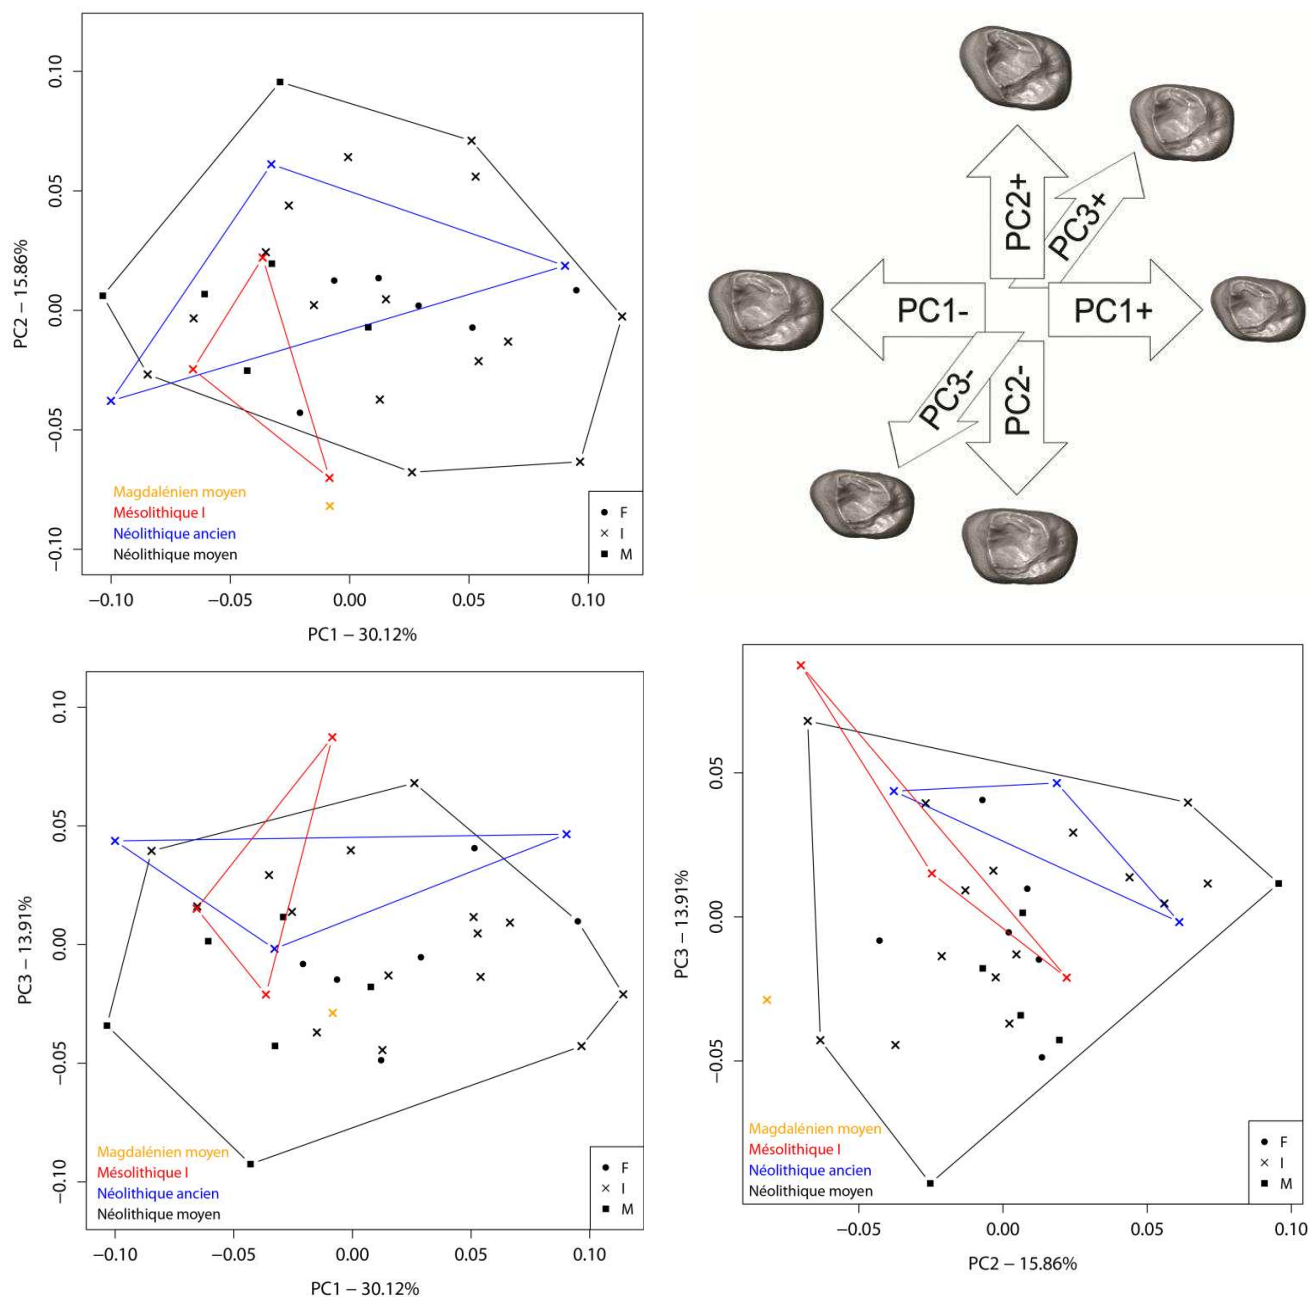 0.10
0.05
0.00
−0.05
−0.10
PC2 − 15.86%
Magdalénien moyen
Mésolithique I
Néolithique ancien
Néolithique moyen
F
I
M
−0.10 −0.05 0.00 0.05 0.10
PC1 − 30.12%
PC2+
PC3+
PC1-
PC1+
PC3-
PC2-
0.10
0.05
0.00
−0.05
−0.10
PC3 − 13.91%
Magdalénien moyen
Mésolithique I
Néolithique ancien
Néolithique moyen
F
I
M
−0.10 −0.05 0.00 0.05 0.10
PC1 − 30.12%
0.05
0.00
−0.05
PC3 − 13.91%
Magdalénien moyen
Mésolithique I
Néolithique ancien
Néolithique moyen
F
I
M
−0.05 0.00 0.05 0.10
PC2 − 15.86%